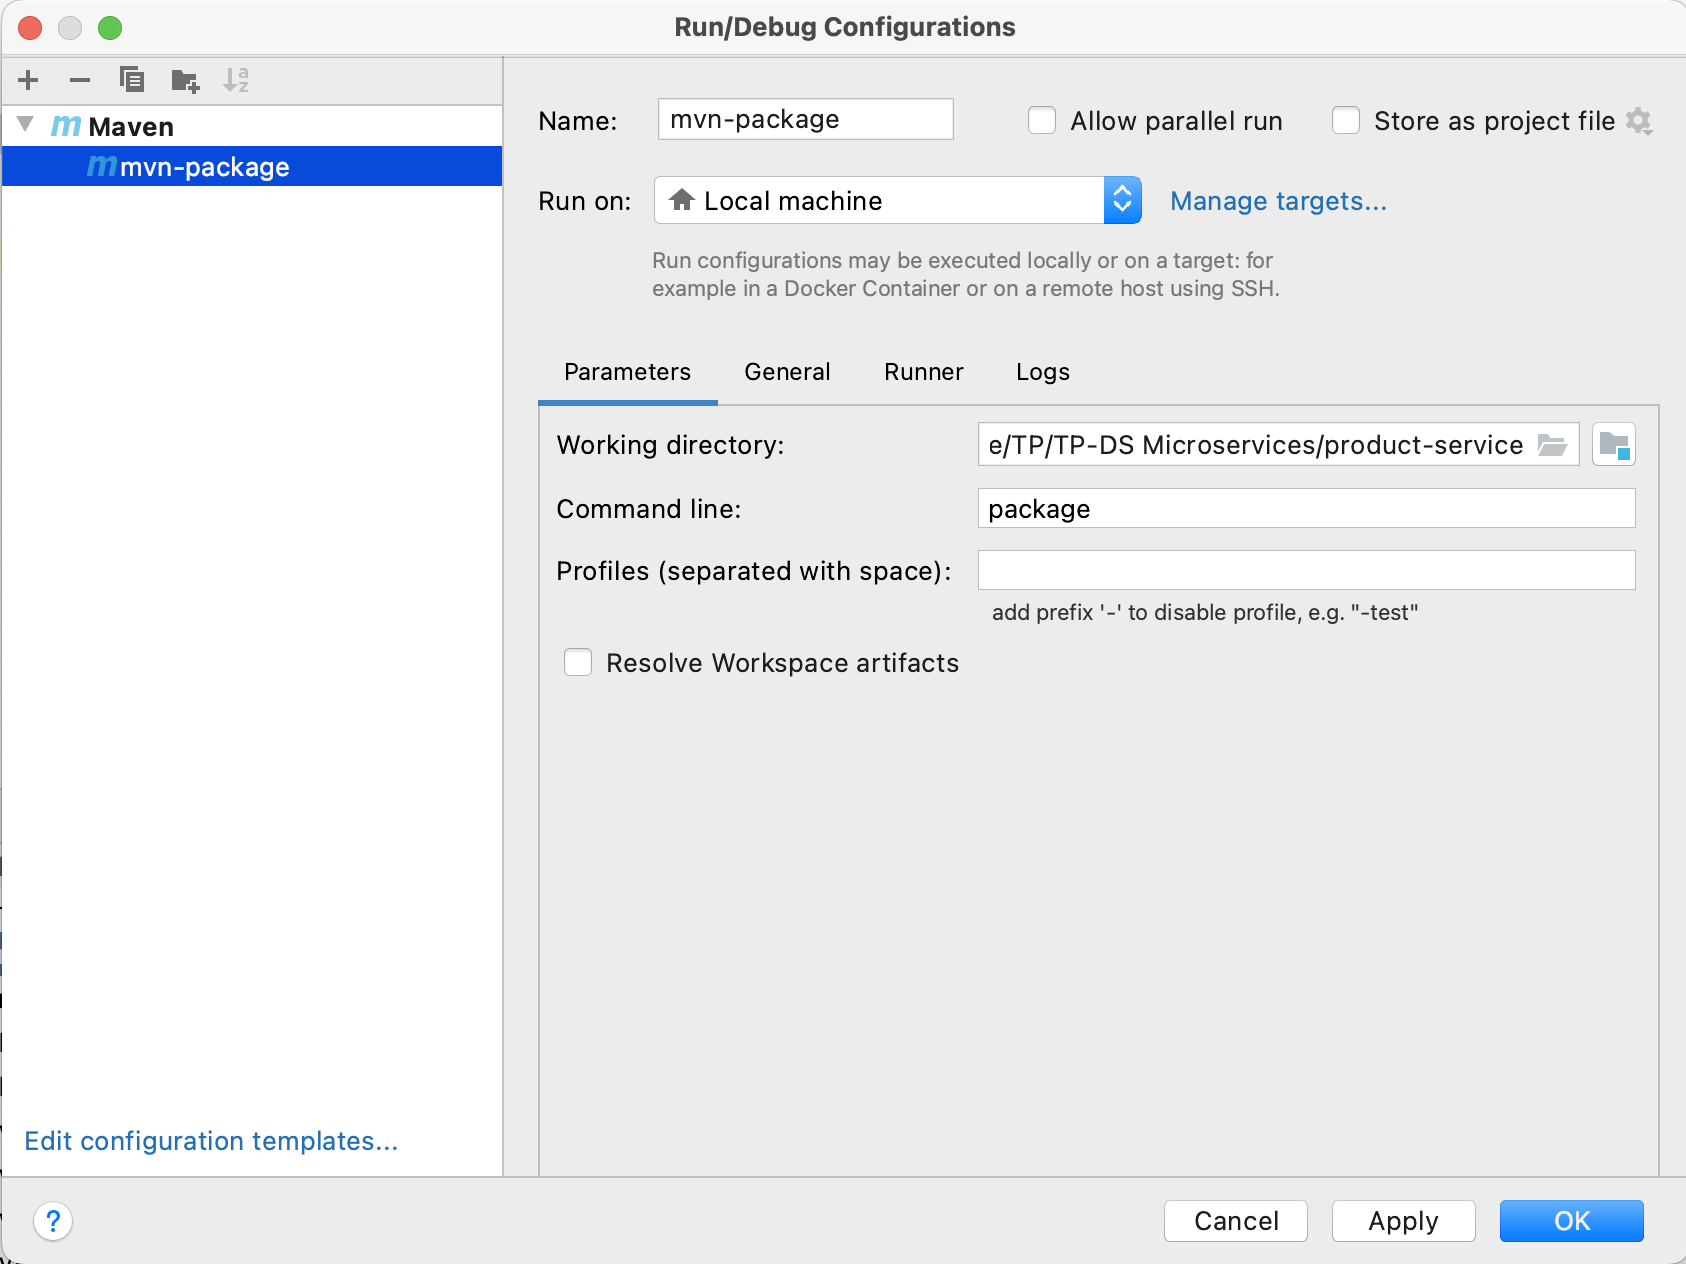 Run/Debug Configurations
Maven
mvn-package
Name: mvn-package Allow parallel run Store as project file
Run on: Local machine Manage targets...
Run configurations may be executed locally or on a target: for
example in a Docker Container or on a remote host using SSH.
Parameters General Runner Logs
Working directory: e/TP/TP-DS Microservices/product-service
Command line: package
Profiles (separated with space):
add prefix '-' to disable profile, e.g. "-test"
Resolve Workspace artifacts
Edit configuration templates...
? Cancel Apply OK